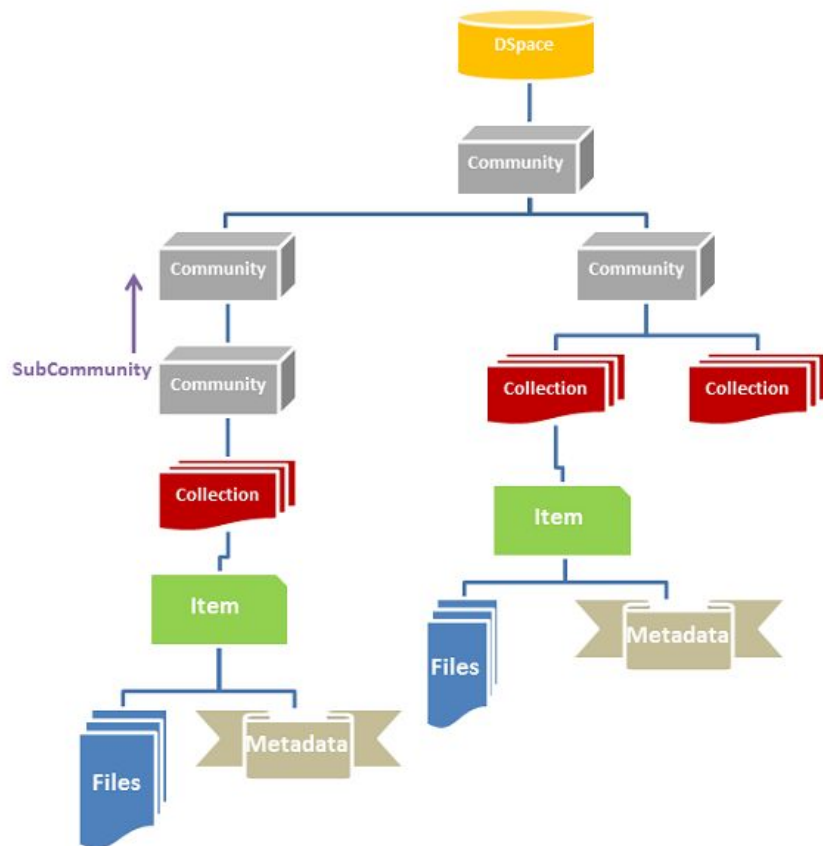 DSpace
Community
Community
Community
SubCommunity
Community
Collection
Collection
Collection
Item
Item
Files
Metadata
Files
Metadata